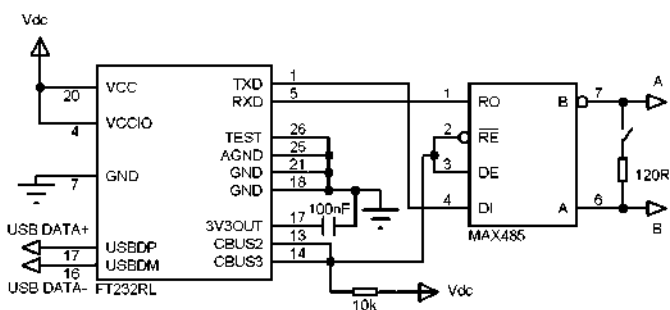 Vdc
VCC
20
VCCIO
4
GND
7
USB DATA+
USBDP
17
USBDM
16
USB DATA-
FT232RL
TXD
1
RXD
5
TEST
26
AGND
25
GND
21
GND
18
3V3OUT
17
100nF
CBUS2
13
CBUS3
14
10k
Vdc
1
RO
2
RE
3
DE
4
DI
B
7
A
6
MAX485
120R
A
B